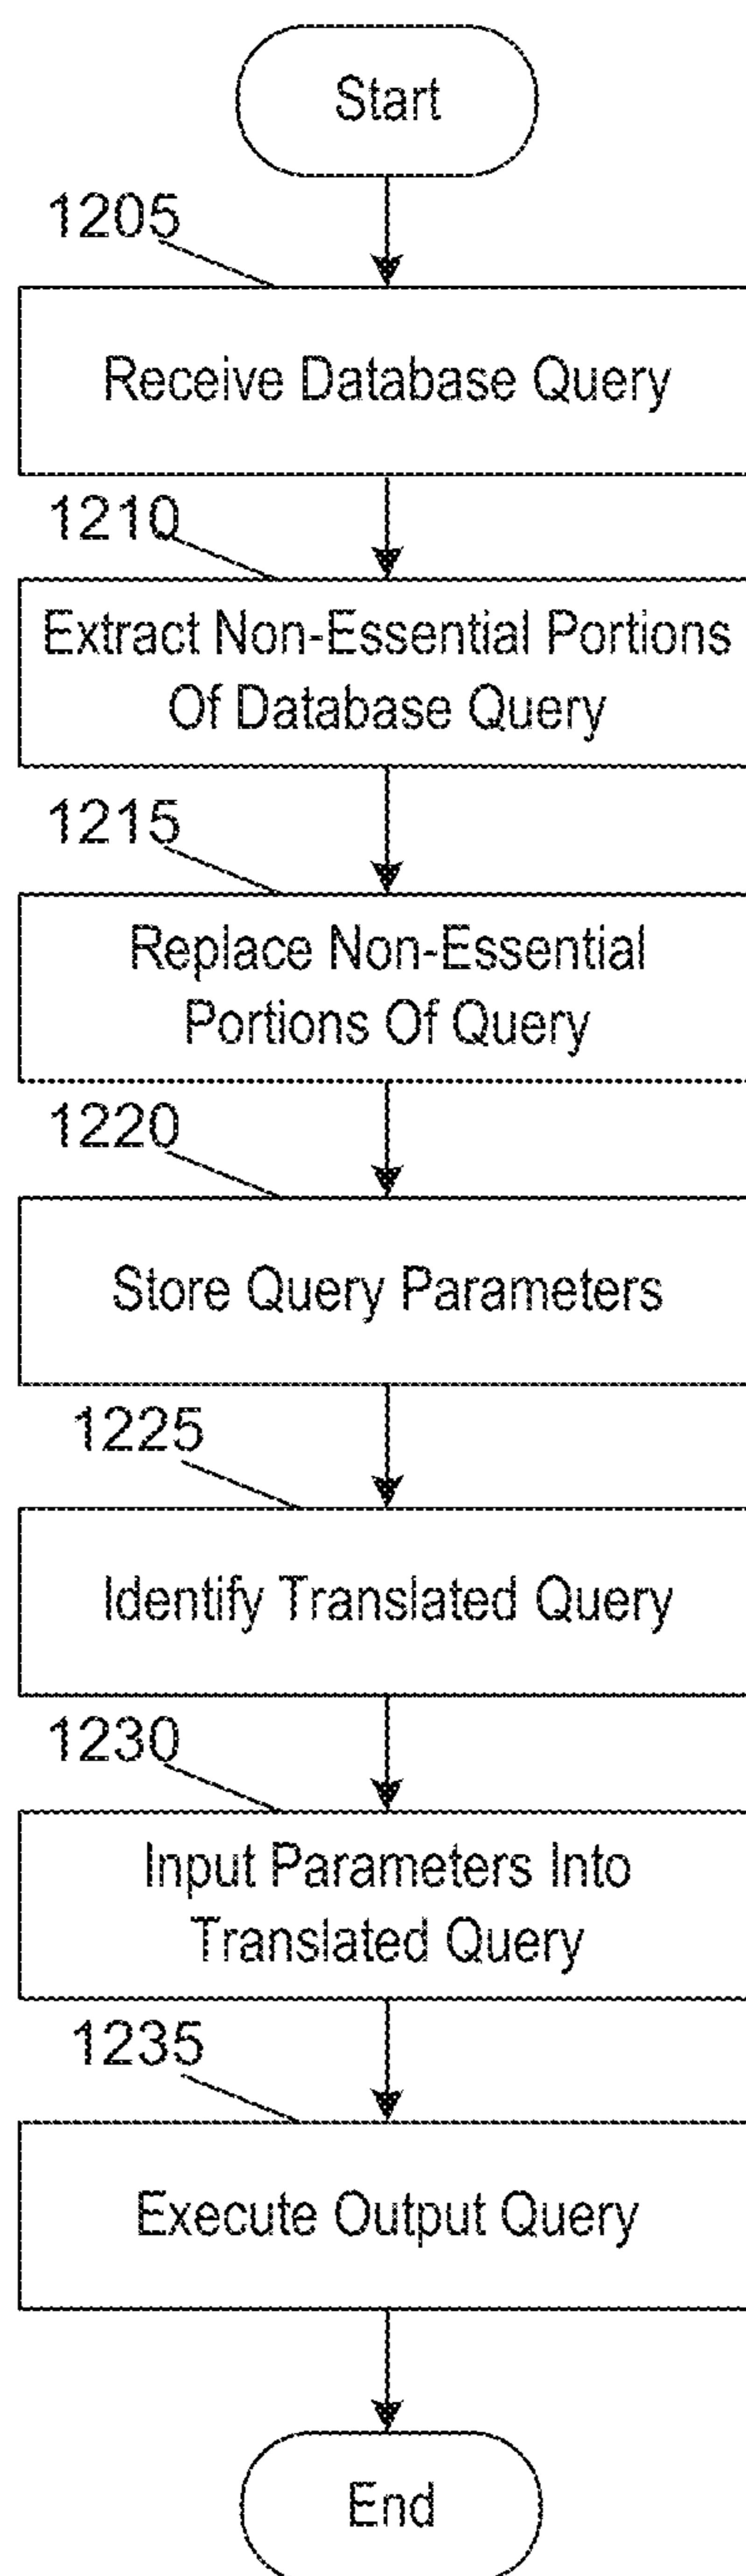 Start
1205
Receive Database Query
1210
Extract Non-Essential Portions
Of Database Query
1215
Replace Non-Essential
Portions Of Query
1220
Store Query Parameters
1225
Identify Translated Query
1230
Input Parameters Into
Translated Query
1235
Execute Output Query
End